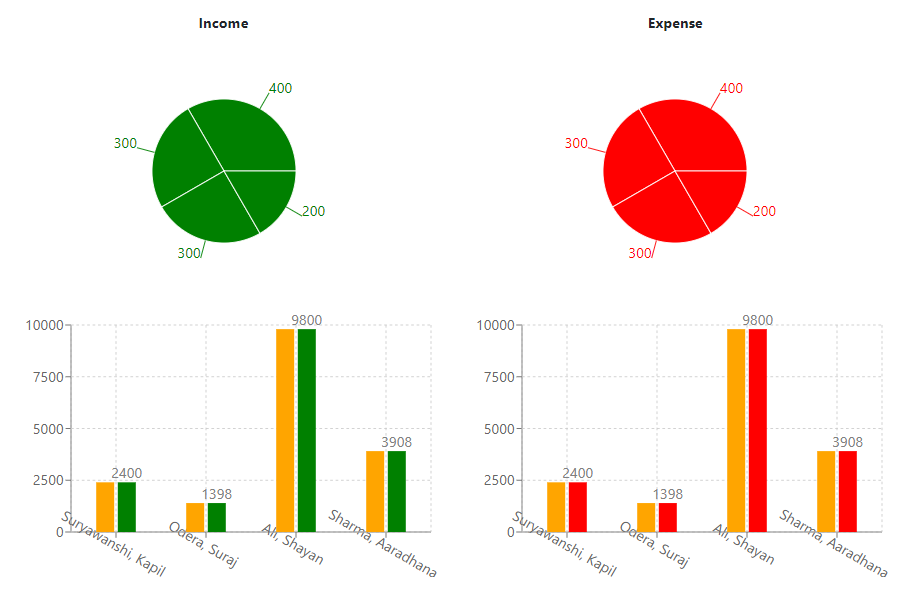 Income
Expense
400
300
200
300
400
300
200
300
10000
7500
5000
2500
0
2400
1398
9800
3908
Suryawanshi, Kapil
Odera, Suraj
Ali, Shayan
Sharma, Aaradhana
10000
7500
5000
2500
0
2400
1398
9800
3908
Suryawanshi, Kapil
Odera, Suraj
Ali, Shayan
Sharma, Aaradhana